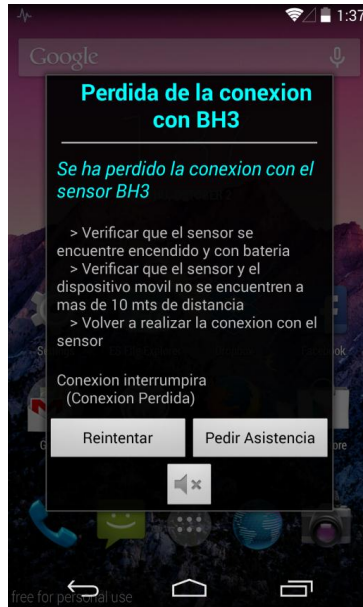 1:37
Google
Perdida de la conexion
con BH3
Se ha perdido la conexion con el
sensor BH3
> Verificar que el sensor se
encuentre encendido y con bateria
> Verificar que el sensor y el
dispositivo movil no se encuentren a
mas de 10 mts de distancia
> Volver a realizar la conexion con el
sensor
Conexion interrumpira
(Conexion Perdida)
Reintentar Pedir Asistencia
free for personal use